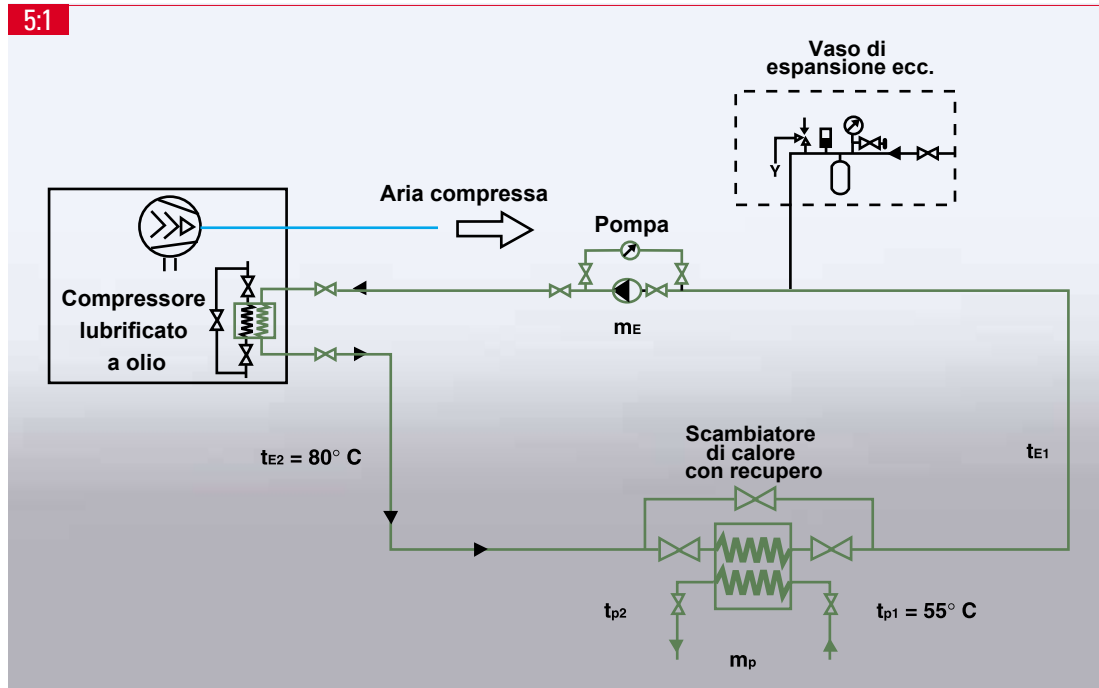 5:1
Vaso di
espansione ecc.
Aria compressa
Pompa
Y
Compressore
lubrificato
a olio
mE
tE2 = 80° C
Scambiatore
di calore
con recupero
tE1
tp2
tp1 = 55° C
mp